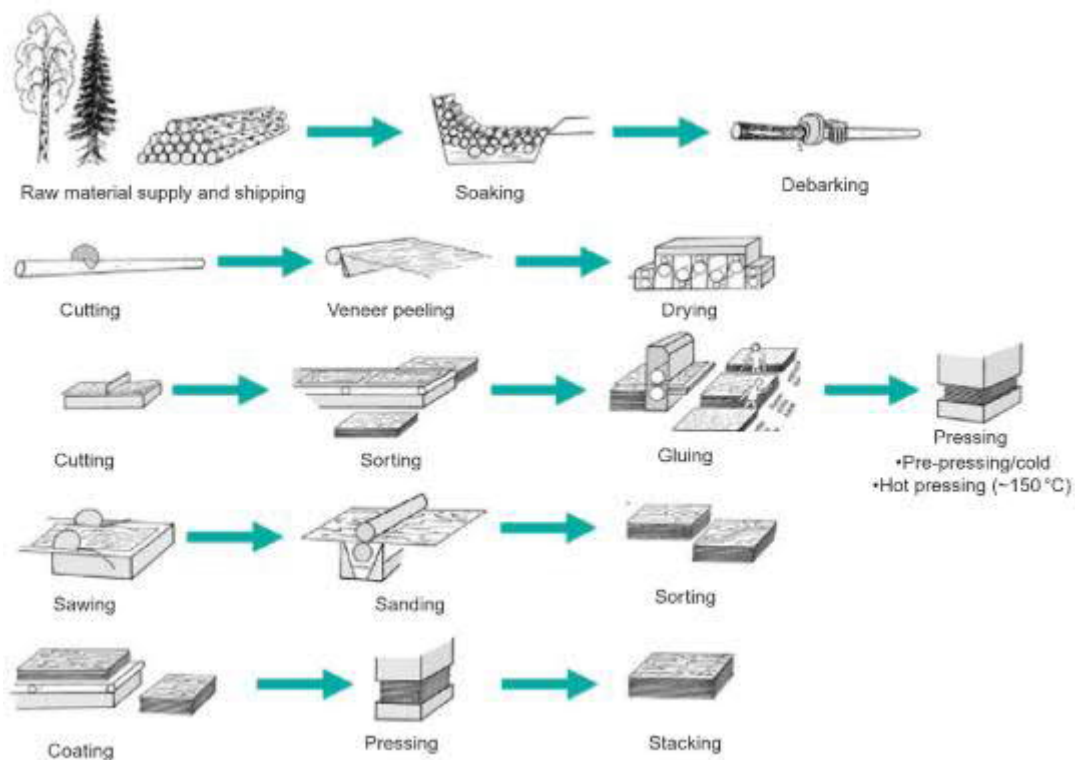 Raw material supply and shipping
Soaking
Debarking
Cutting
Veneer peeling
Drying
Cutting
Sorting
Gluing
Pressing
•Pre-pressing/cold
•Hot pressing (~150 °C)
Sawing
Sanding
Sorting
Coating
Pressing
Stacking